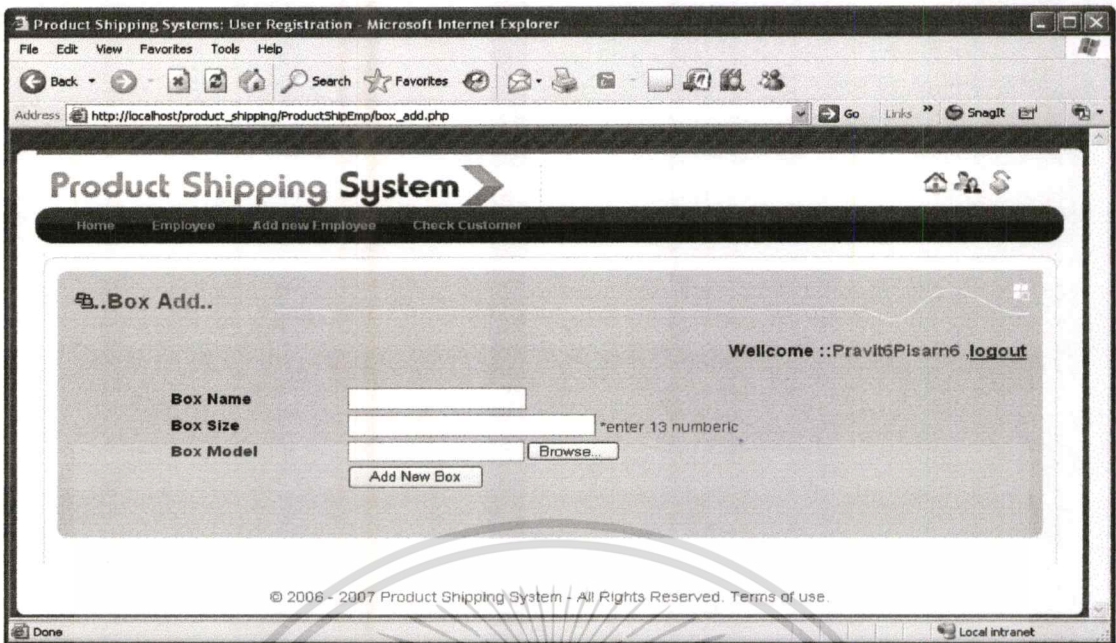 Product Shipping Systems: User Registration - Microsoft Internet Explorer
File Edit View Favorites Tools Help
Back Search Favorites
Address http://localhost/product_shipping/ProductShipEmp/box_add.php Go Links » SnagIt
Product Shipping System
Home Employee Add new Employee Check Customer
..Box Add..
Wellcome ::Pravit6Pisarn6 ,logout
Box Name
Box Size *enter 13 numberic
Box Model Browse...
Add New Box
© 2006 - 2007 Product Shipping System - All Rights Reserved. Terms of use.
Done Local intranet